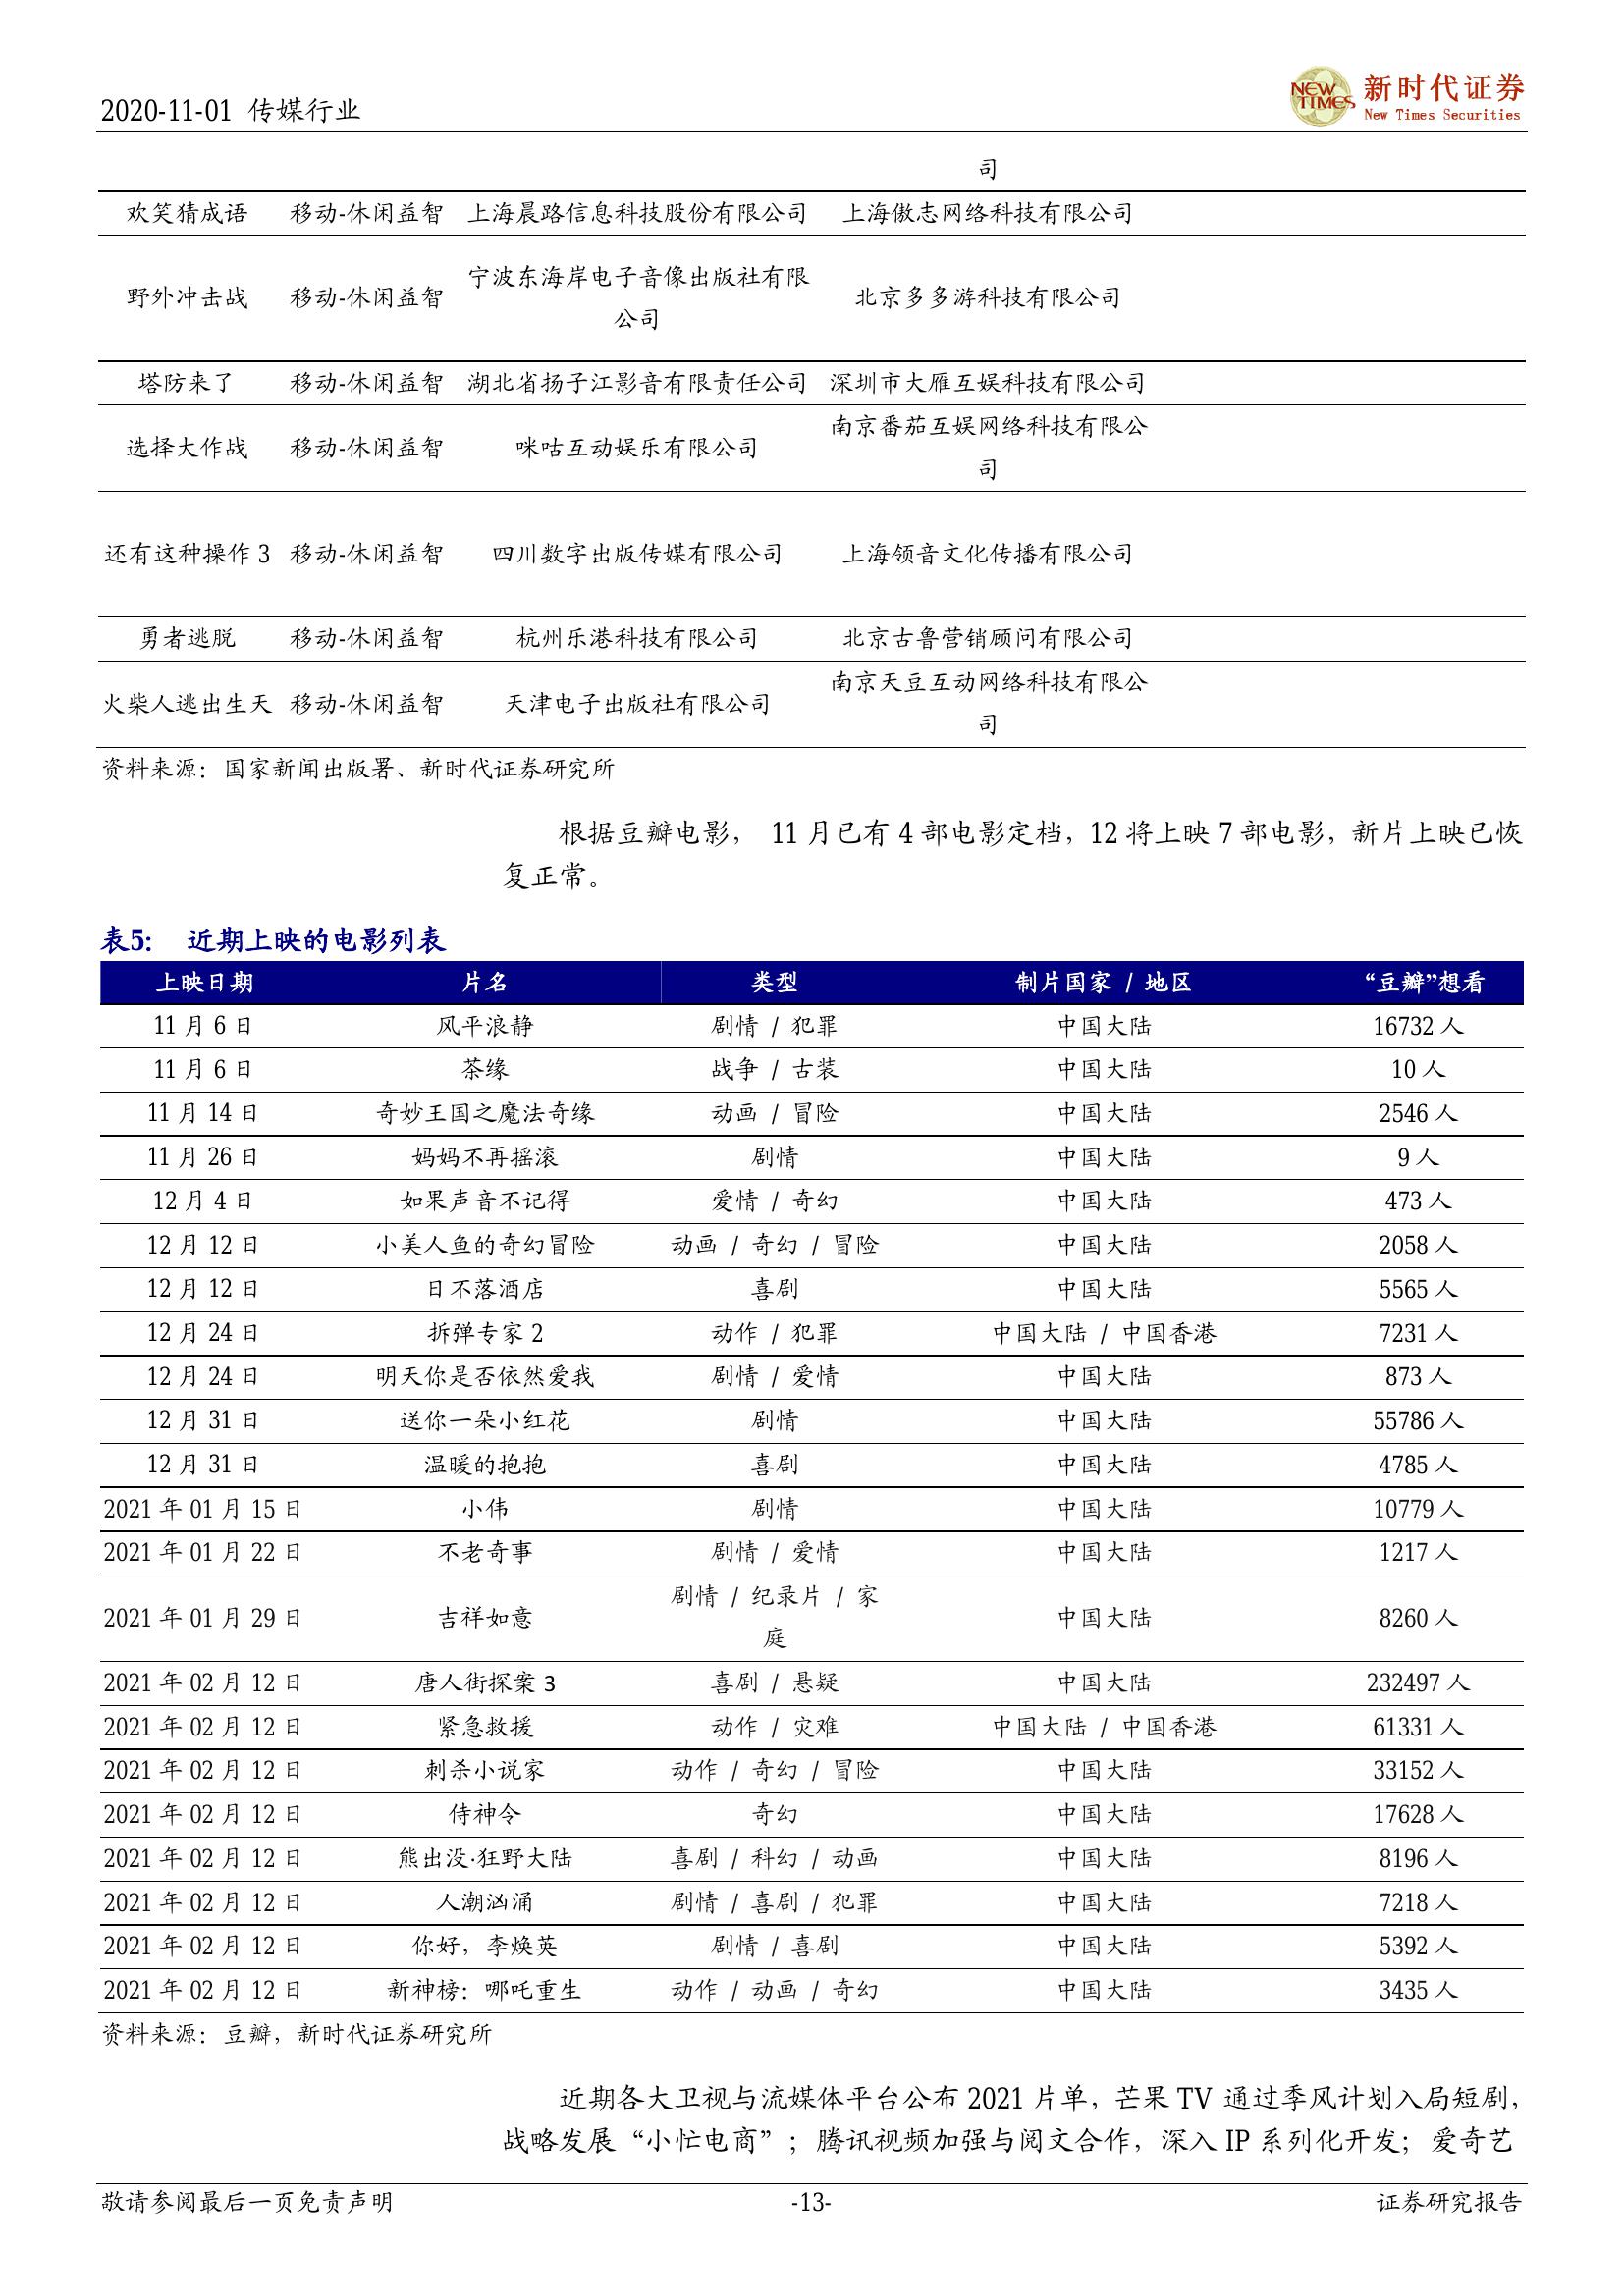 2020-11-01 传媒行业
NEW TIMES 新时代证券
New Times Securities
司
欢笑猜成语 移动-休闲益智 上海晨路信息科技股份有限公司 上海傲志网络科技有限公司
野外冲击战 移动-休闲益智 宁波东海岸电子音像出版社有限公司 北京多多游科技有限公司
塔防来了 移动-休闲益智 湖北省扬子江影音有限责任公司 深圳市大雁互娱科技有限公司
选择大作战 移动-休闲益智 咪咕互动娱乐有限公司 南京番茄互娱网络科技有限公司
还有这种操作 3 移动-休闲益智 四川数字出版传媒有限公司 上海领音文化传播有限公司
勇者逃脱 移动-休闲益智 杭州乐港科技有限公司 北京古鲁营销顾问有限公司
火柴人逃出生天 移动-休闲益智 天津电子出版社有限公司 南京天豆互动网络科技有限公司
资料来源：国家新闻出版署、新时代证券研究所
根据豆瓣电影， 11 月已有 4 部电影定档，12 将上映 7 部电影，新片上映已恢
复正常。
表5: 近期上映的电影列表
上映日期 片名 类型 制片国家 / 地区 “豆瓣”想看
11 月 6 日 风平浪静 剧情 / 犯罪 中国大陆 16732 人
11 月 6 日 茶缘 战争 / 古装 中国大陆 10 人
11 月 14 日 奇妙王国之魔法奇缘 动画 / 冒险 中国大陆 2546 人
11 月 26 日 妈妈不再摇滚 剧情 中国大陆 9 人
12 月 4 日 如果声音不记得 爱情 / 奇幻 中国大陆 473 人
12 月 12 日 小美人鱼的奇幻冒险 动画 / 奇幻 / 冒险 中国大陆 2058 人
12 月 12 日 日不落酒店 喜剧 中国大陆 5565 人
12 月 24 日 拆弹专家 2 动作 / 犯罪 中国大陆 / 中国香港 7231 人
12 月 24 日 明天你是否依然爱我 剧情 / 爱情 中国大陆 873 人
12 月 31 日 送你一朵小红花 剧情 中国大陆 55786 人
12 月 31 日 温暖的抱抱 喜剧 中国大陆 4785 人
2021 年 01 月 15 日 小伟 剧情 中国大陆 10779 人
2021 年 01 月 22 日 不老奇事 剧情 / 爱情 中国大陆 1217 人
2021 年 01 月 29 日 吉祥如意 剧情 / 纪录片 / 家庭 中国大陆 8260 人
2021 年 02 月 12 日 唐人街探案 3 喜剧 / 悬疑 中国大陆 232497 人
2021 年 02 月 12 日 紧急救援 动作 / 灾难 中国大陆 / 中国香港 61331 人
2021 年 02 月 12 日 刺杀小说家 动作 / 奇幻 / 冒险 中国大陆 33152 人
2021 年 02 月 12 日 侍神令 奇幻 中国大陆 17628 人
2021 年 02 月 12 日 熊出没·狂野大陆 喜剧 / 科幻 / 动画 中国大陆 8196 人
2021 年 02 月 12 日 人潮汹涌 剧情 / 喜剧 / 犯罪 中国大陆 7218 人
2021 年 02 月 12 日 你好，李焕英 剧情 / 喜剧 中国大陆 5392 人
2021 年 02 月 12 日 新神榜：哪吒重生 动作 / 动画 / 奇幻 中国大陆 3435 人
资料来源：豆瓣，新时代证券研究所
近期各大卫视与流媒体平台公布 2021 片单，芒果 TV 通过季风计划入局短剧，
战略发展“小忙电商”；腾讯视频加强与阅文合作，深入 IP 系列化开发；爱奇艺
敬请参阅最后一页免责声明 -13- 证券研究报告